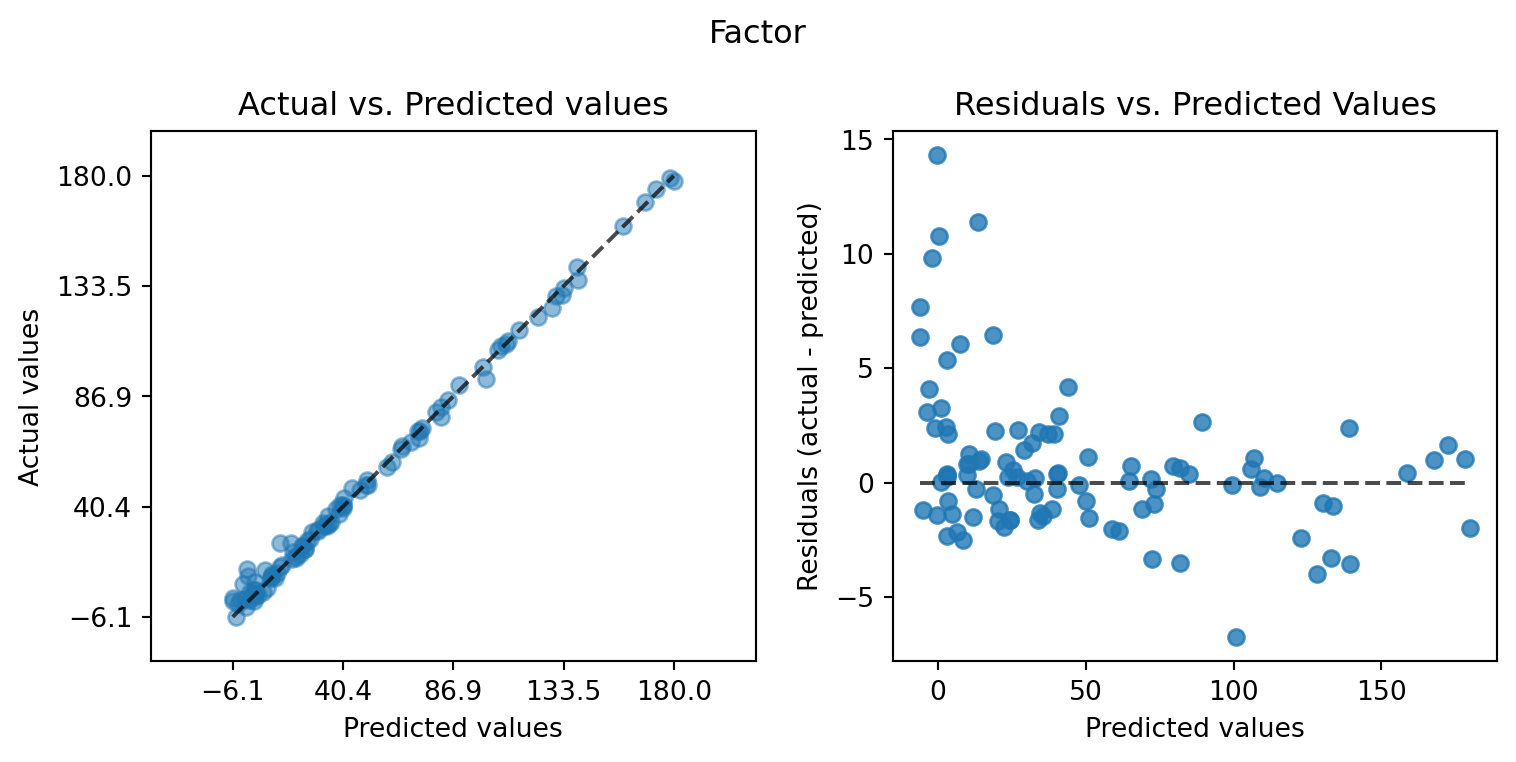 Factor
Actual vs. Predicted values
Actual values
180.0
133.5
86.9
40.4
−6.1
−6.1 40.4 86.9 133.5 180.0
Predicted values
Residuals vs. Predicted Values
Residuals (actual - predicted)
15
10
5
0
−5
0 50 100 150
Predicted values